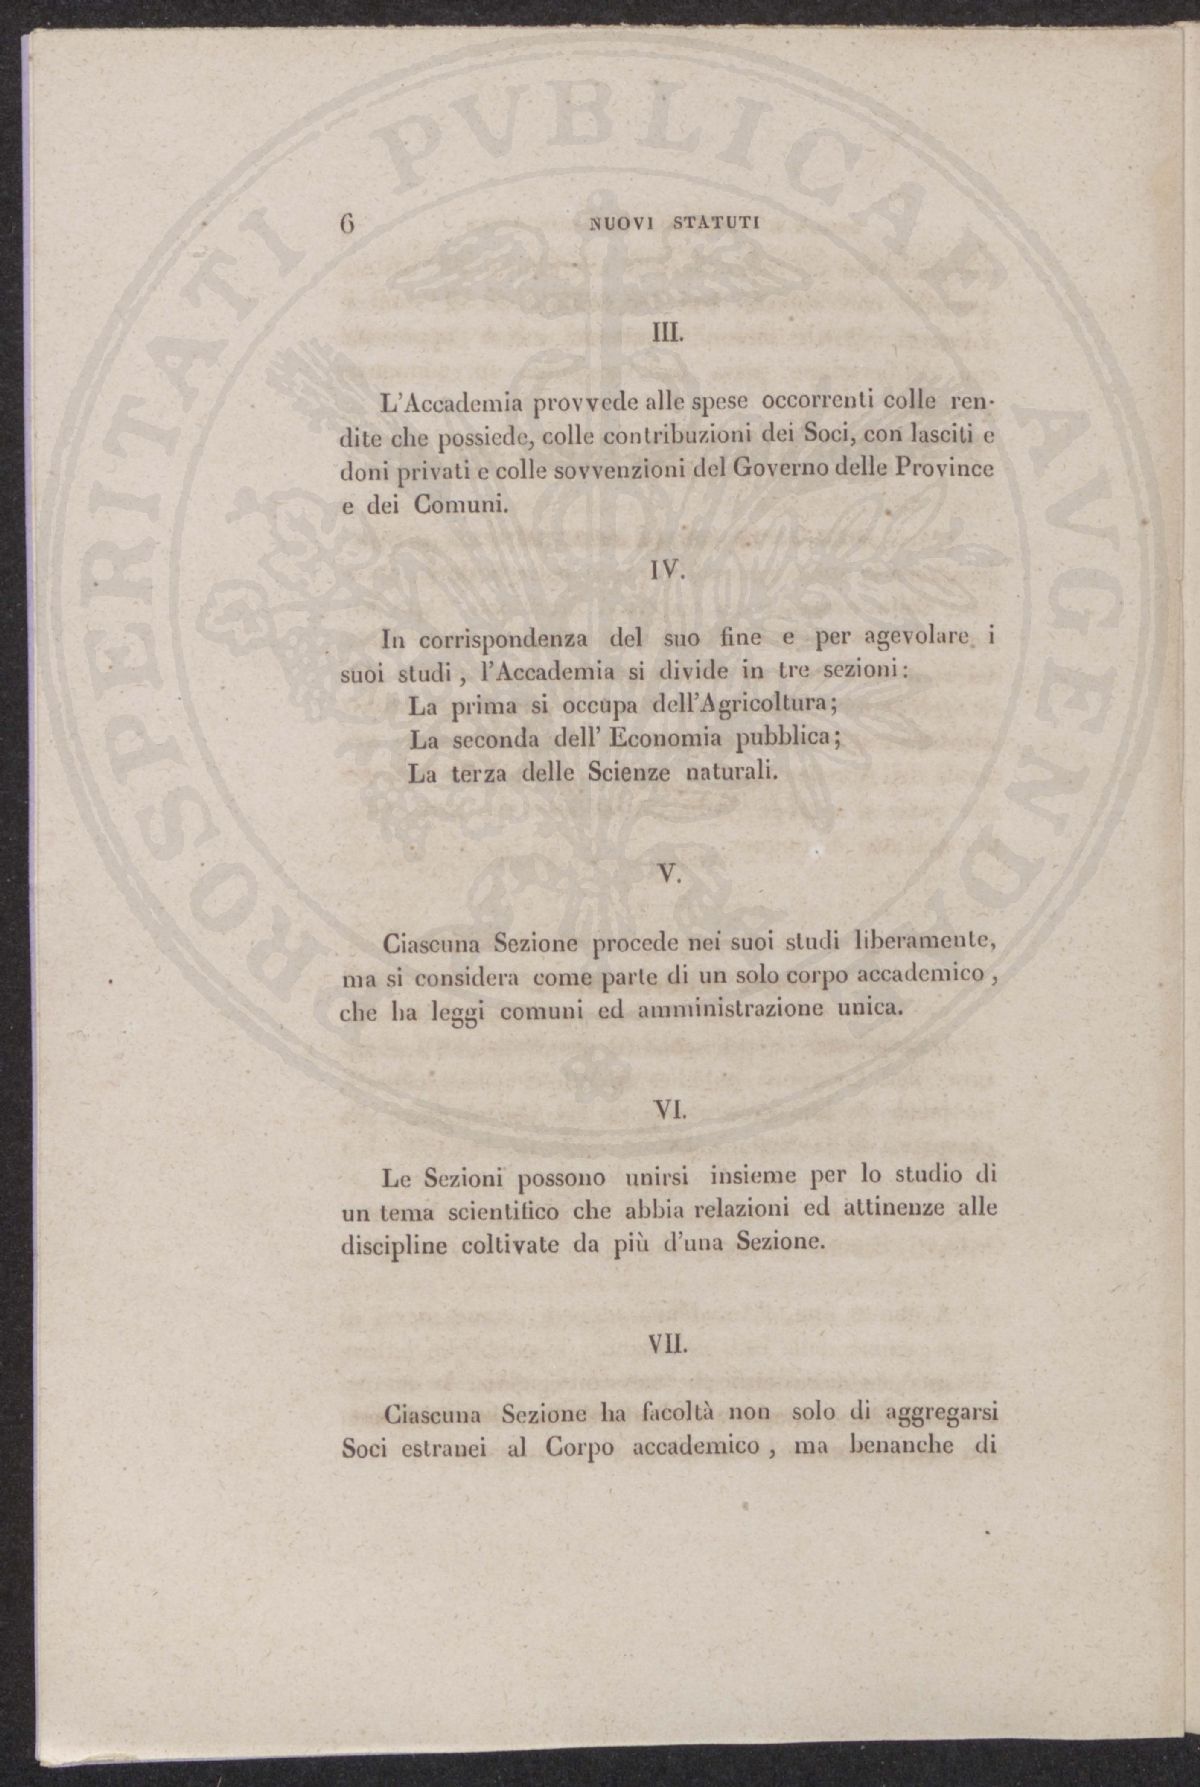 PROSPERITATI PVBLICAE AVGENDAE
6 NUOVI STATUTI
III.
L'Accademia provvede alle spese occorrenti colle ren-
dite che possiede, colle contribuzioni dei Soci, con lasciti e
doni privati e colle sovvenzioni del Governo delle Province
e dei Comuni.
IV.
In corrispondenza del suo fine e per agevolare i
suoi studi, l'Accademia si divide in tre sezioni:
La prima si occupa dell'Agricoltura;
La seconda dell' Economia pubblica;
La terza delle Scienze naturali.
V.
Ciascuna Sezione procede nei suoi studi liberamente,
ma si considera come parte di un solo corpo accademico,
che ha leggi comuni ed amministrazione unica.
VI.
Le Sezioni possono unirsi insieme per lo studio di
un tema scientifico che abbia relazioni ed attinenze alle
discipline coltivate da più d'una Sezione.
VII.
Ciascuna Sezione ha facoltà non solo di aggregarsi
Soci estranei al Corpo accademico, ma benanche di